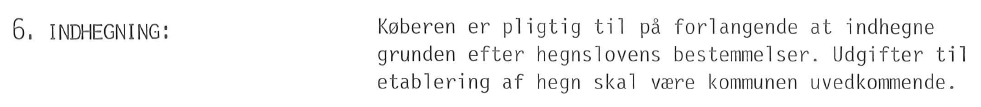 6. INDHEGNING: Køberen er pligtig til på forlangende at indhegne
grunden efter hegnslovens bestemmelser. Udgifter til
etablering af hegn skal være kommunen uvedkommende.